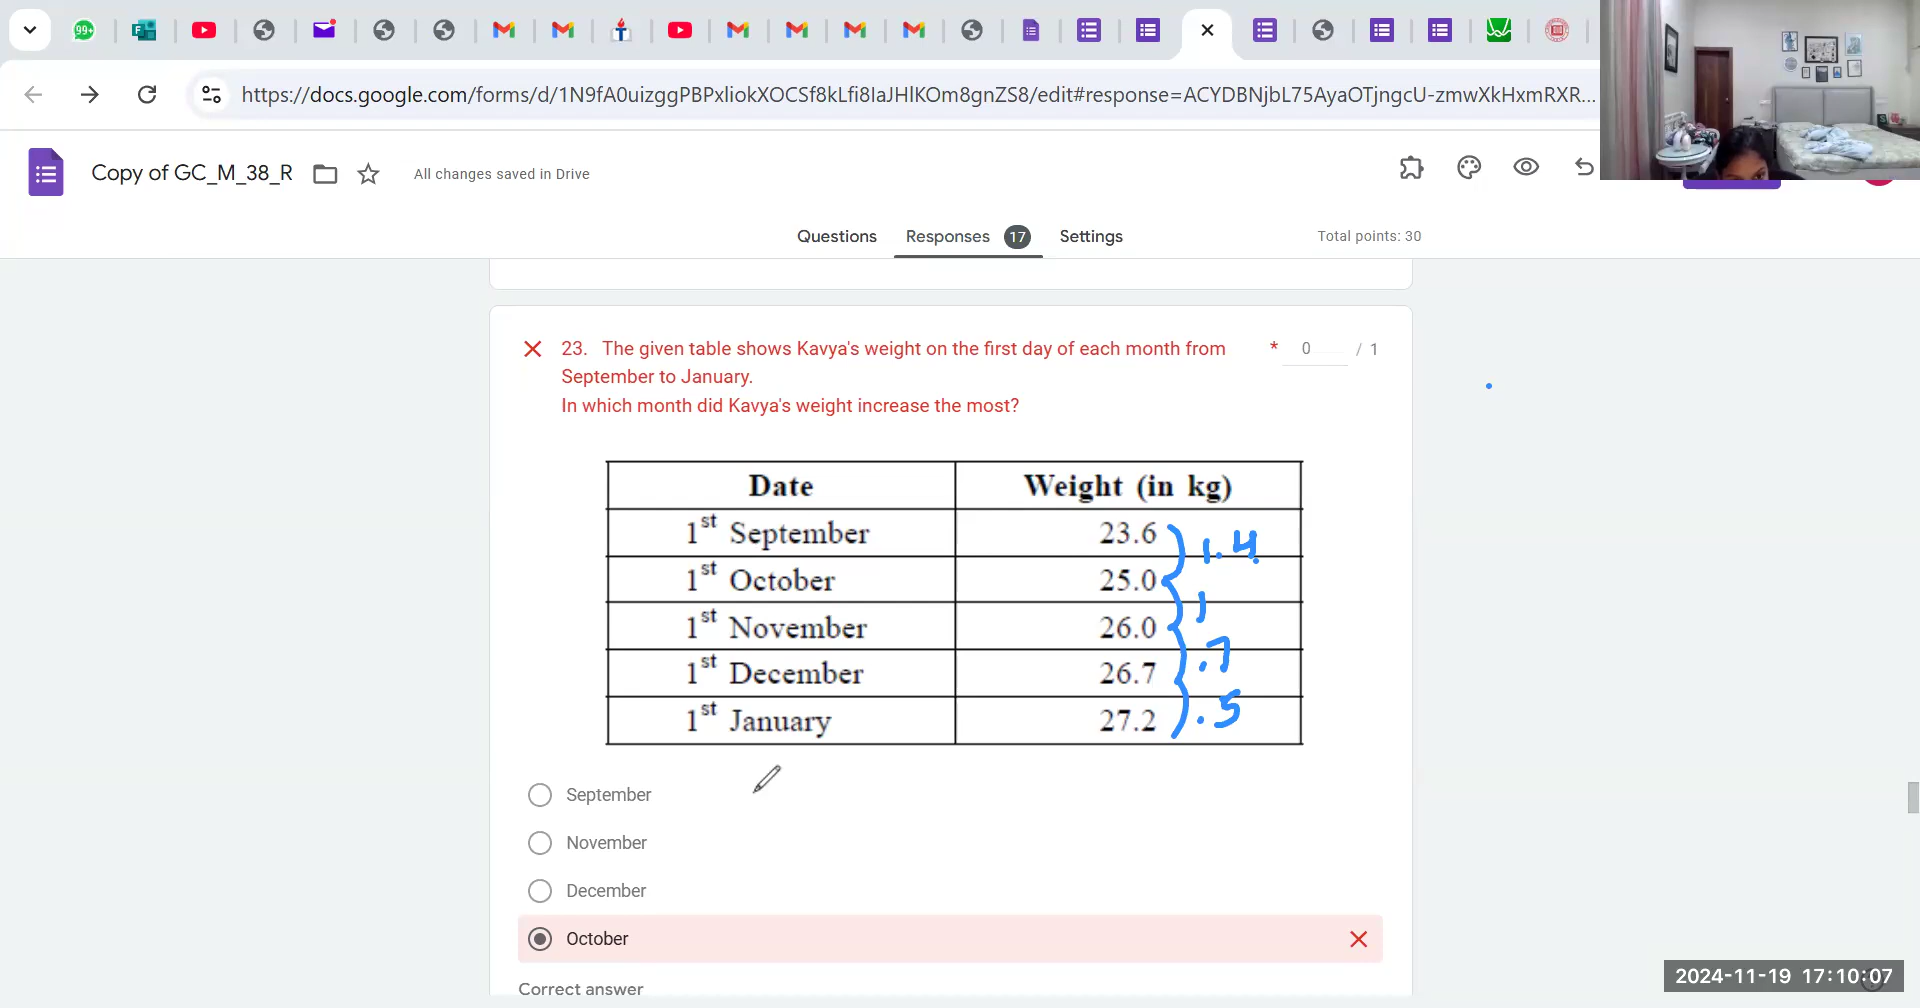 99+
https://docs.google.com/forms/d/1N9fA0uizggPBPxliokXOCSf8kLfi8IaJHlKOm8gnZS8/edit#response=ACYDBNjbL75AyaOTjngcU-zmwXkHxmRXR...
Copy of GC_M_38_R
All changes saved in Drive
Questions
Responses 17
Settings
Total points: 30
23. The given table shows Kavya's weight on the first day of each month from * 0 / 1
September to January.
In which month did Kavya's weight increase the most?
Date Weight (in kg)
1st September 23.6
1.4
1st October 25.0
1
1st November 26.0
.7
1st December 26.7
.5
1st January 27.2
September
November
December
October
Correct answer
2024-11-19 17:10:07